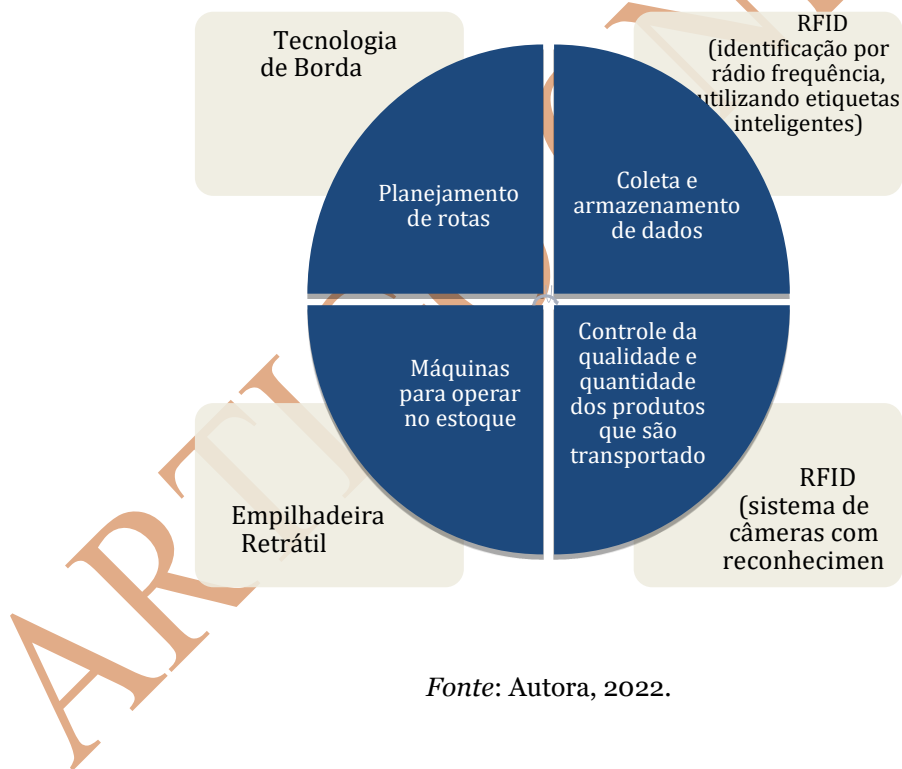 Tecnologia
de Borda
RFID
(identificação por
rádio frequência,
utilizando etiquetas
inteligentes)
Planejamento
de rotas
Coleta e
armazenamento
de dados
Máquinas
para operar
no estoque
Controle da
qualidade e
quantidade
dos produtos
que são
transportado
Empilhadeira
Retrátil
RFID
(sistema de
câmeras com
reconhecimen
Fonte: Autora, 2022.